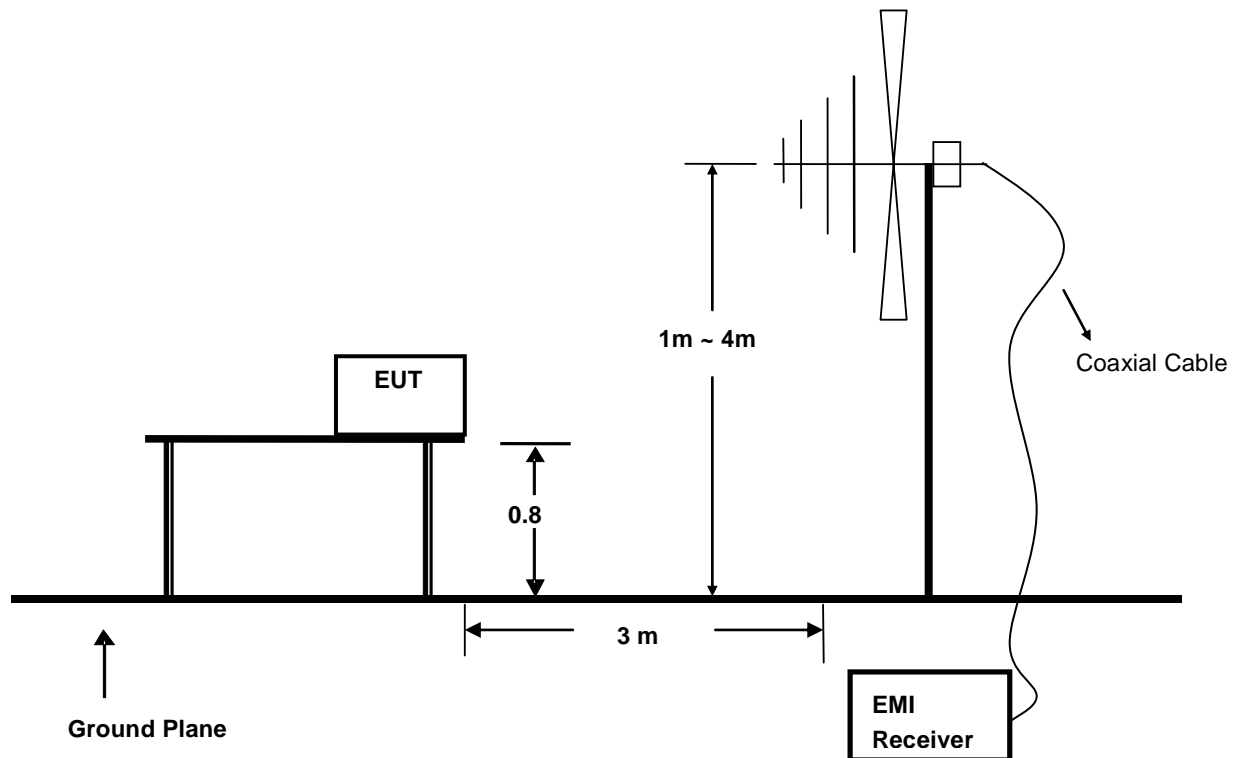 1m ~ 4m
Coaxial Cable
EUT
0.8
3 m
Ground Plane
EMI
Receiver